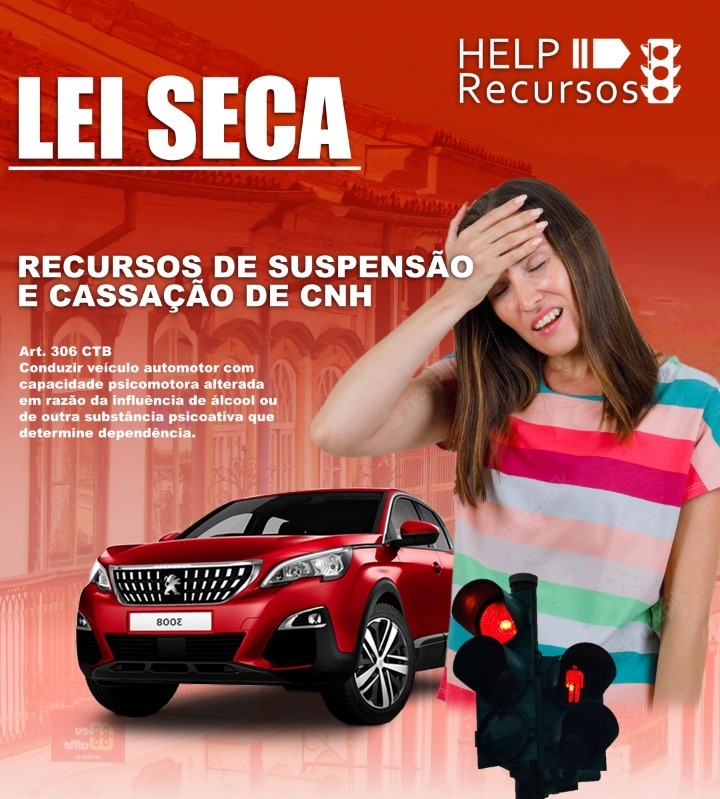 HELP
Recursos
LEI SECA
RECURSOS DE SUSPENSÃO
E CASSAÇÃO DE CNH
Art. 306 CTB
Conduzir veículo automotor com
capacidade psicomotora alterada
em razão da influência de álcool ou
de outra substância psicoativa que
determine dependência.
3008